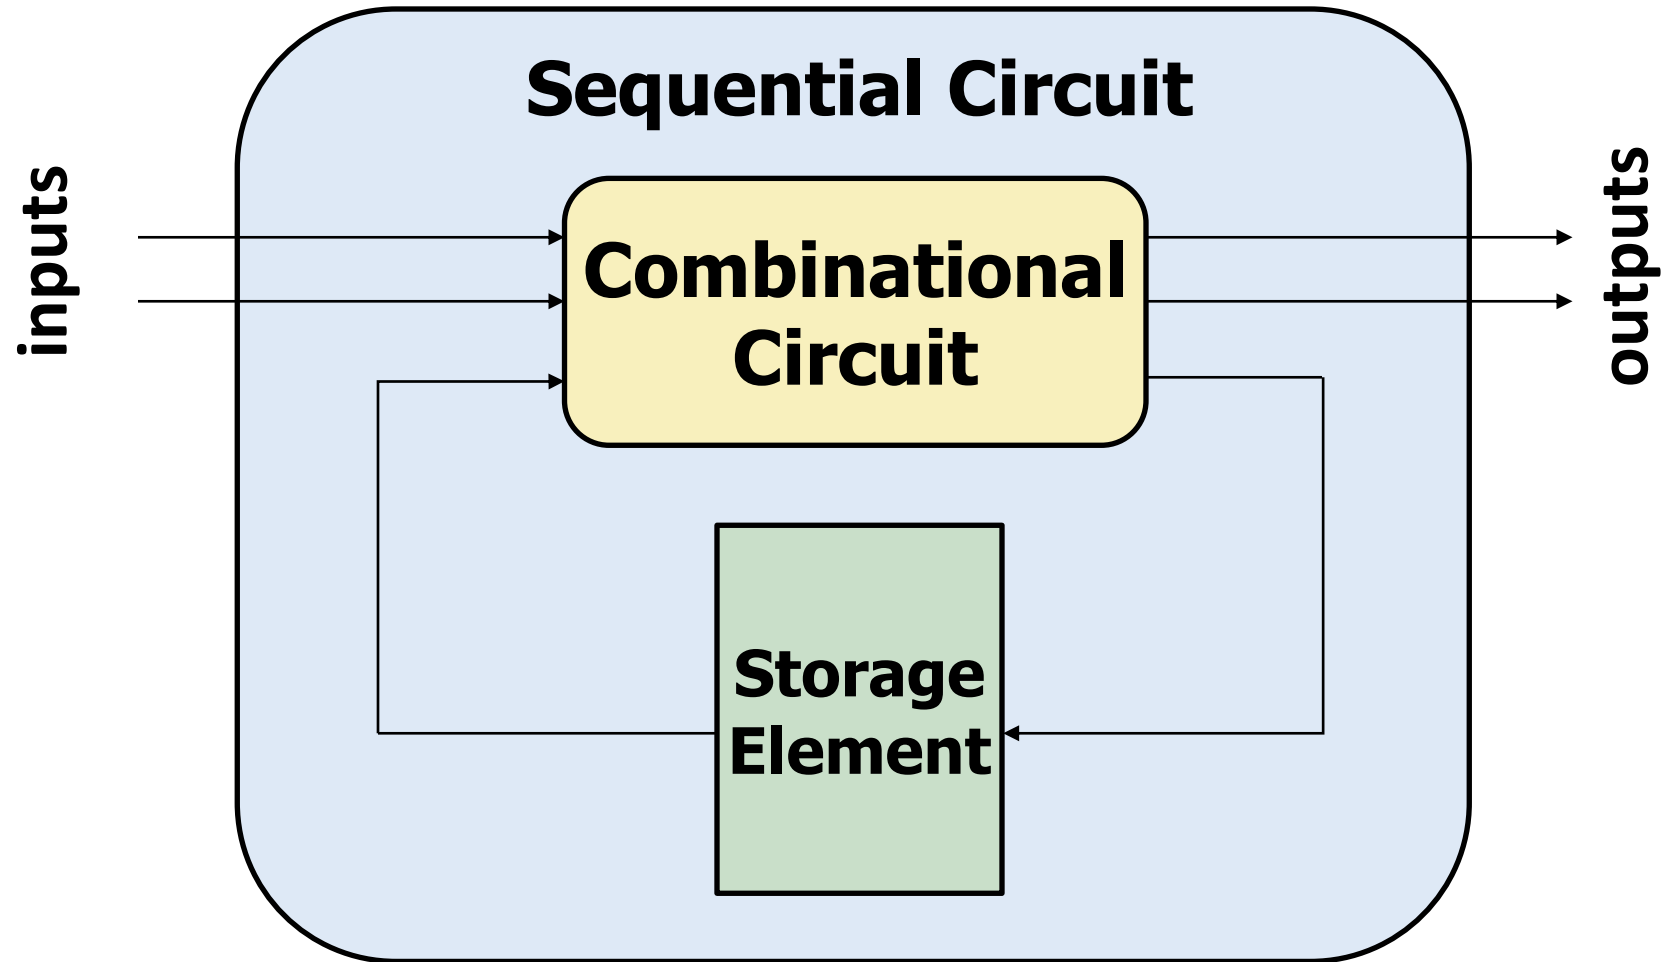 Sequential Circuit
inputs
Combinational
Circuit
outputs
Storage
Element